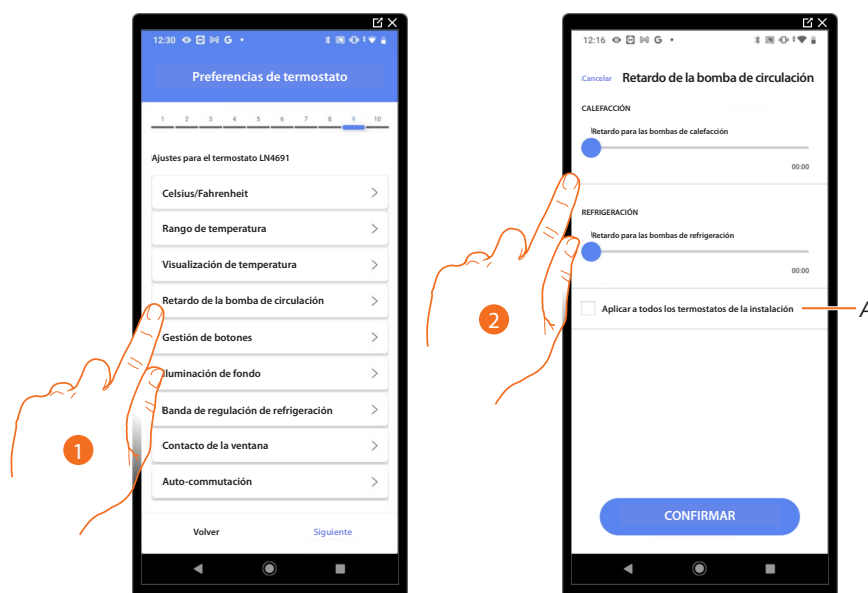 12:30 G •
Preferencias de termostato
1 2 3 4 5 6 7 8 9 10
Ajustes para el termostato LN4691
Celsius/Fahrenheit
Rango de temperatura
Visualización de temperatura
Retardo de la bomba de circulación
Gestión de botones
Iluminación de fondo
Banda de regulación de refrigeración
Contacto de la ventana
Auto-commutación
Volver Siguiente
1
12:16 G •
Cancelar Retardo de la bomba de circulación
CALEFACCIÓN
Retardo para las bombas de calefacción
00:00
REFRIGERACIÓN
Retardo para las bombas de refrigeración
00:00
Aplicar a todos los termostatos de la instalación
A
CONFIRMAR
2